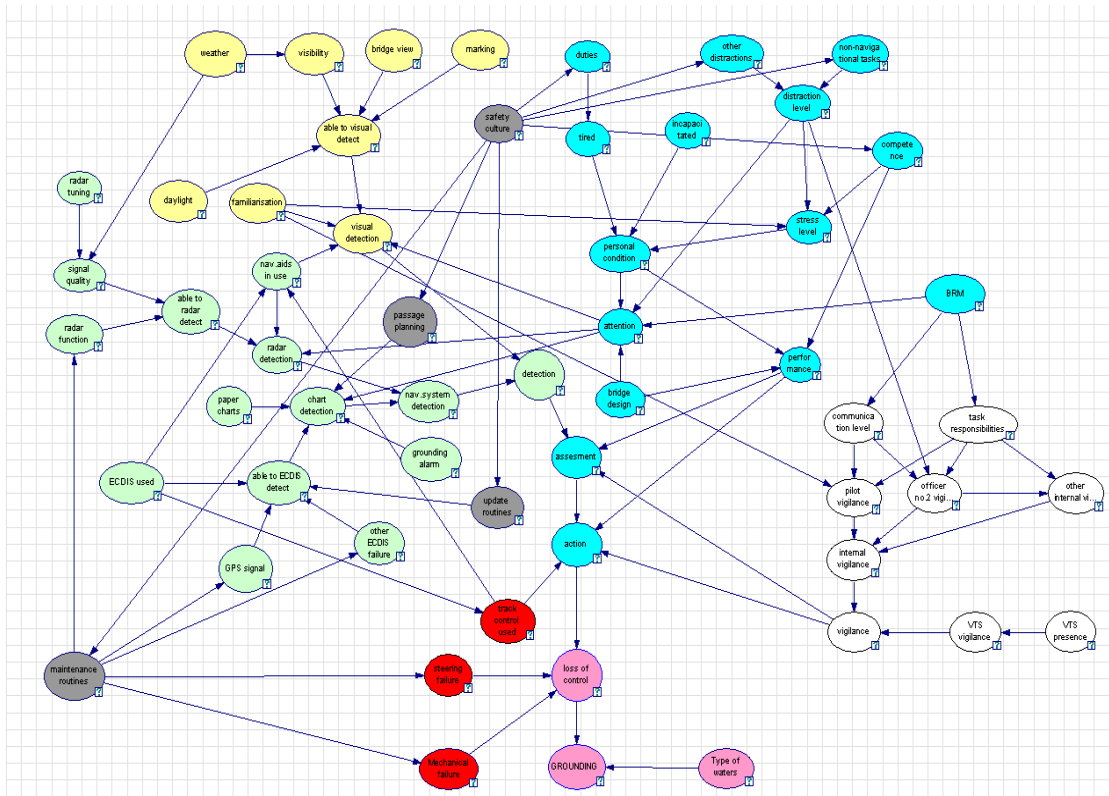 weather
visibility
bridge view
marking
duties
other
distractions
non-naviga
tional tasks
able to visual
detect
safety
culture
tired
incapaci
tated
distraction
level
compete
nce
radar
tuning
daylight
familiarisation
visual
detection
stress
level
personal
condition
signal
quality
nav.aids
in use
able to
radar
detect
radar
function
radar
detection
passage
planning
attention
BRM
perfor
mance
paper
charts
chart
detection
nav.system
detection
detection
bridge
design
communica
tion level
task
responsibilities
grounding
alarm
assesment
ECDIS used
able to ECDIS
detect
update
routines
pilot
vigilance
officer
no.2 vigi...
other
internal vi...
other
ECDIS
failure
GPS signal
action
internal
vigilance
track
control
used
vigilance
VTS
vigilance
VTS
presence
maintenance
routines
steering
failure
loss of
control
Mechanical
failure
GROUNDING
Type of
waters